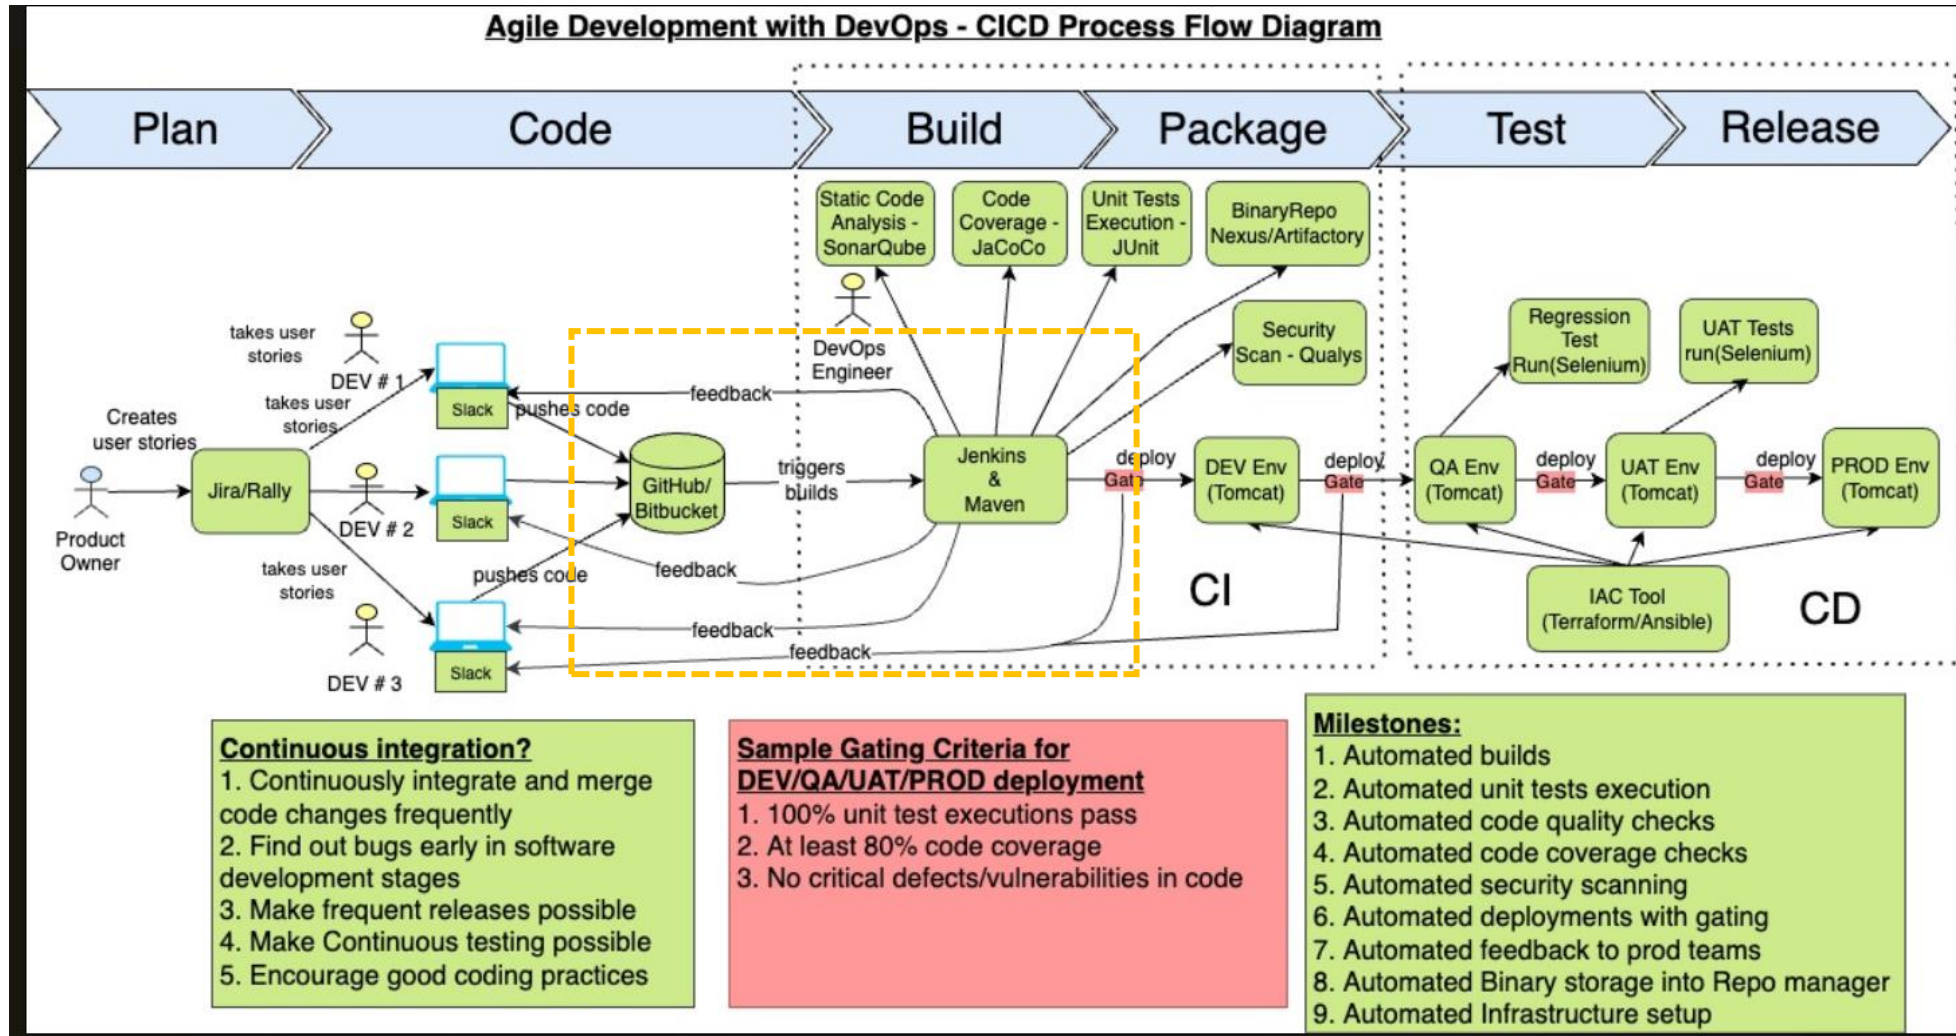 Agile Development with DevOps - CICD Process Flow Diagram
Plan
Code
Build
Package
Test
Release
Static Code
Analysis -
SonarQube
Code
Coverage -
JaCoCo
Unit Tests
Execution -
JUnit
BinaryRepo
Nexus/Artifactory
Security
Scan - Qualys
DevOps
Engineer
Regression
Test
Run(Selenium)
UAT Tests
run(Selenium)
takes user
stories
DEV # 1
takes user
stories
Creates
user stories
Slack
pushes code
feedback
Product
Owner
Jira/Rally
DEV # 2
Slack
GitHub/
Bitbucket
triggers
builds
Jenkins
&
Maven
deploy
Gate
DEV Env
(Tomcat)
deploy
Gate
QA Env
(Tomcat)
deploy
Gate
UAT Env
(Tomcat)
deploy
Gate
PROD Env
(Tomcat)
takes user
stories
pushes code
feedback
DEV # 3
Slack
feedback
feedback
CI
IAC Tool
(Terraform/Ansible)
CD
Continuous integration?
1. Continuously integrate and merge
code changes frequently
2. Find out bugs early in software
development stages
3. Make frequent releases possible
4. Make Continuous testing possible
5. Encourage good coding practices
Sample Gating Criteria for
DEV/QA/UAT/PROD deployment
1. 100% unit test executions pass
2. At least 80% code coverage
3. No critical defects/vulnerabilities in code
Milestones:
1. Automated builds
2. Automated unit tests execution
3. Automated code quality checks
4. Automated code coverage checks
5. Automated security scanning
6. Automated deployments with gating
7. Automated feedback to prod teams
8. Automated Binary storage into Repo manager
9. Automated Infrastructure setup